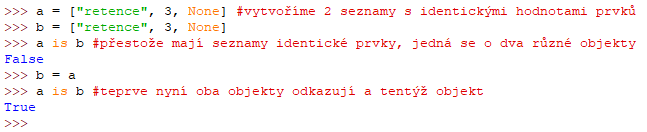 >>> a = ["retence", 3, None] #vytvoříme 2 seznamy s identickými hodnotami prvků
>>> b = ["retence", 3, None]
>>> a is b #přestože mají seznamy identické prvky, jedná se o dva různé objekty
False
>>> b = a
>>> a is b #teprve nyní oba objekty odkazují a tentýž objekt
True
>>>